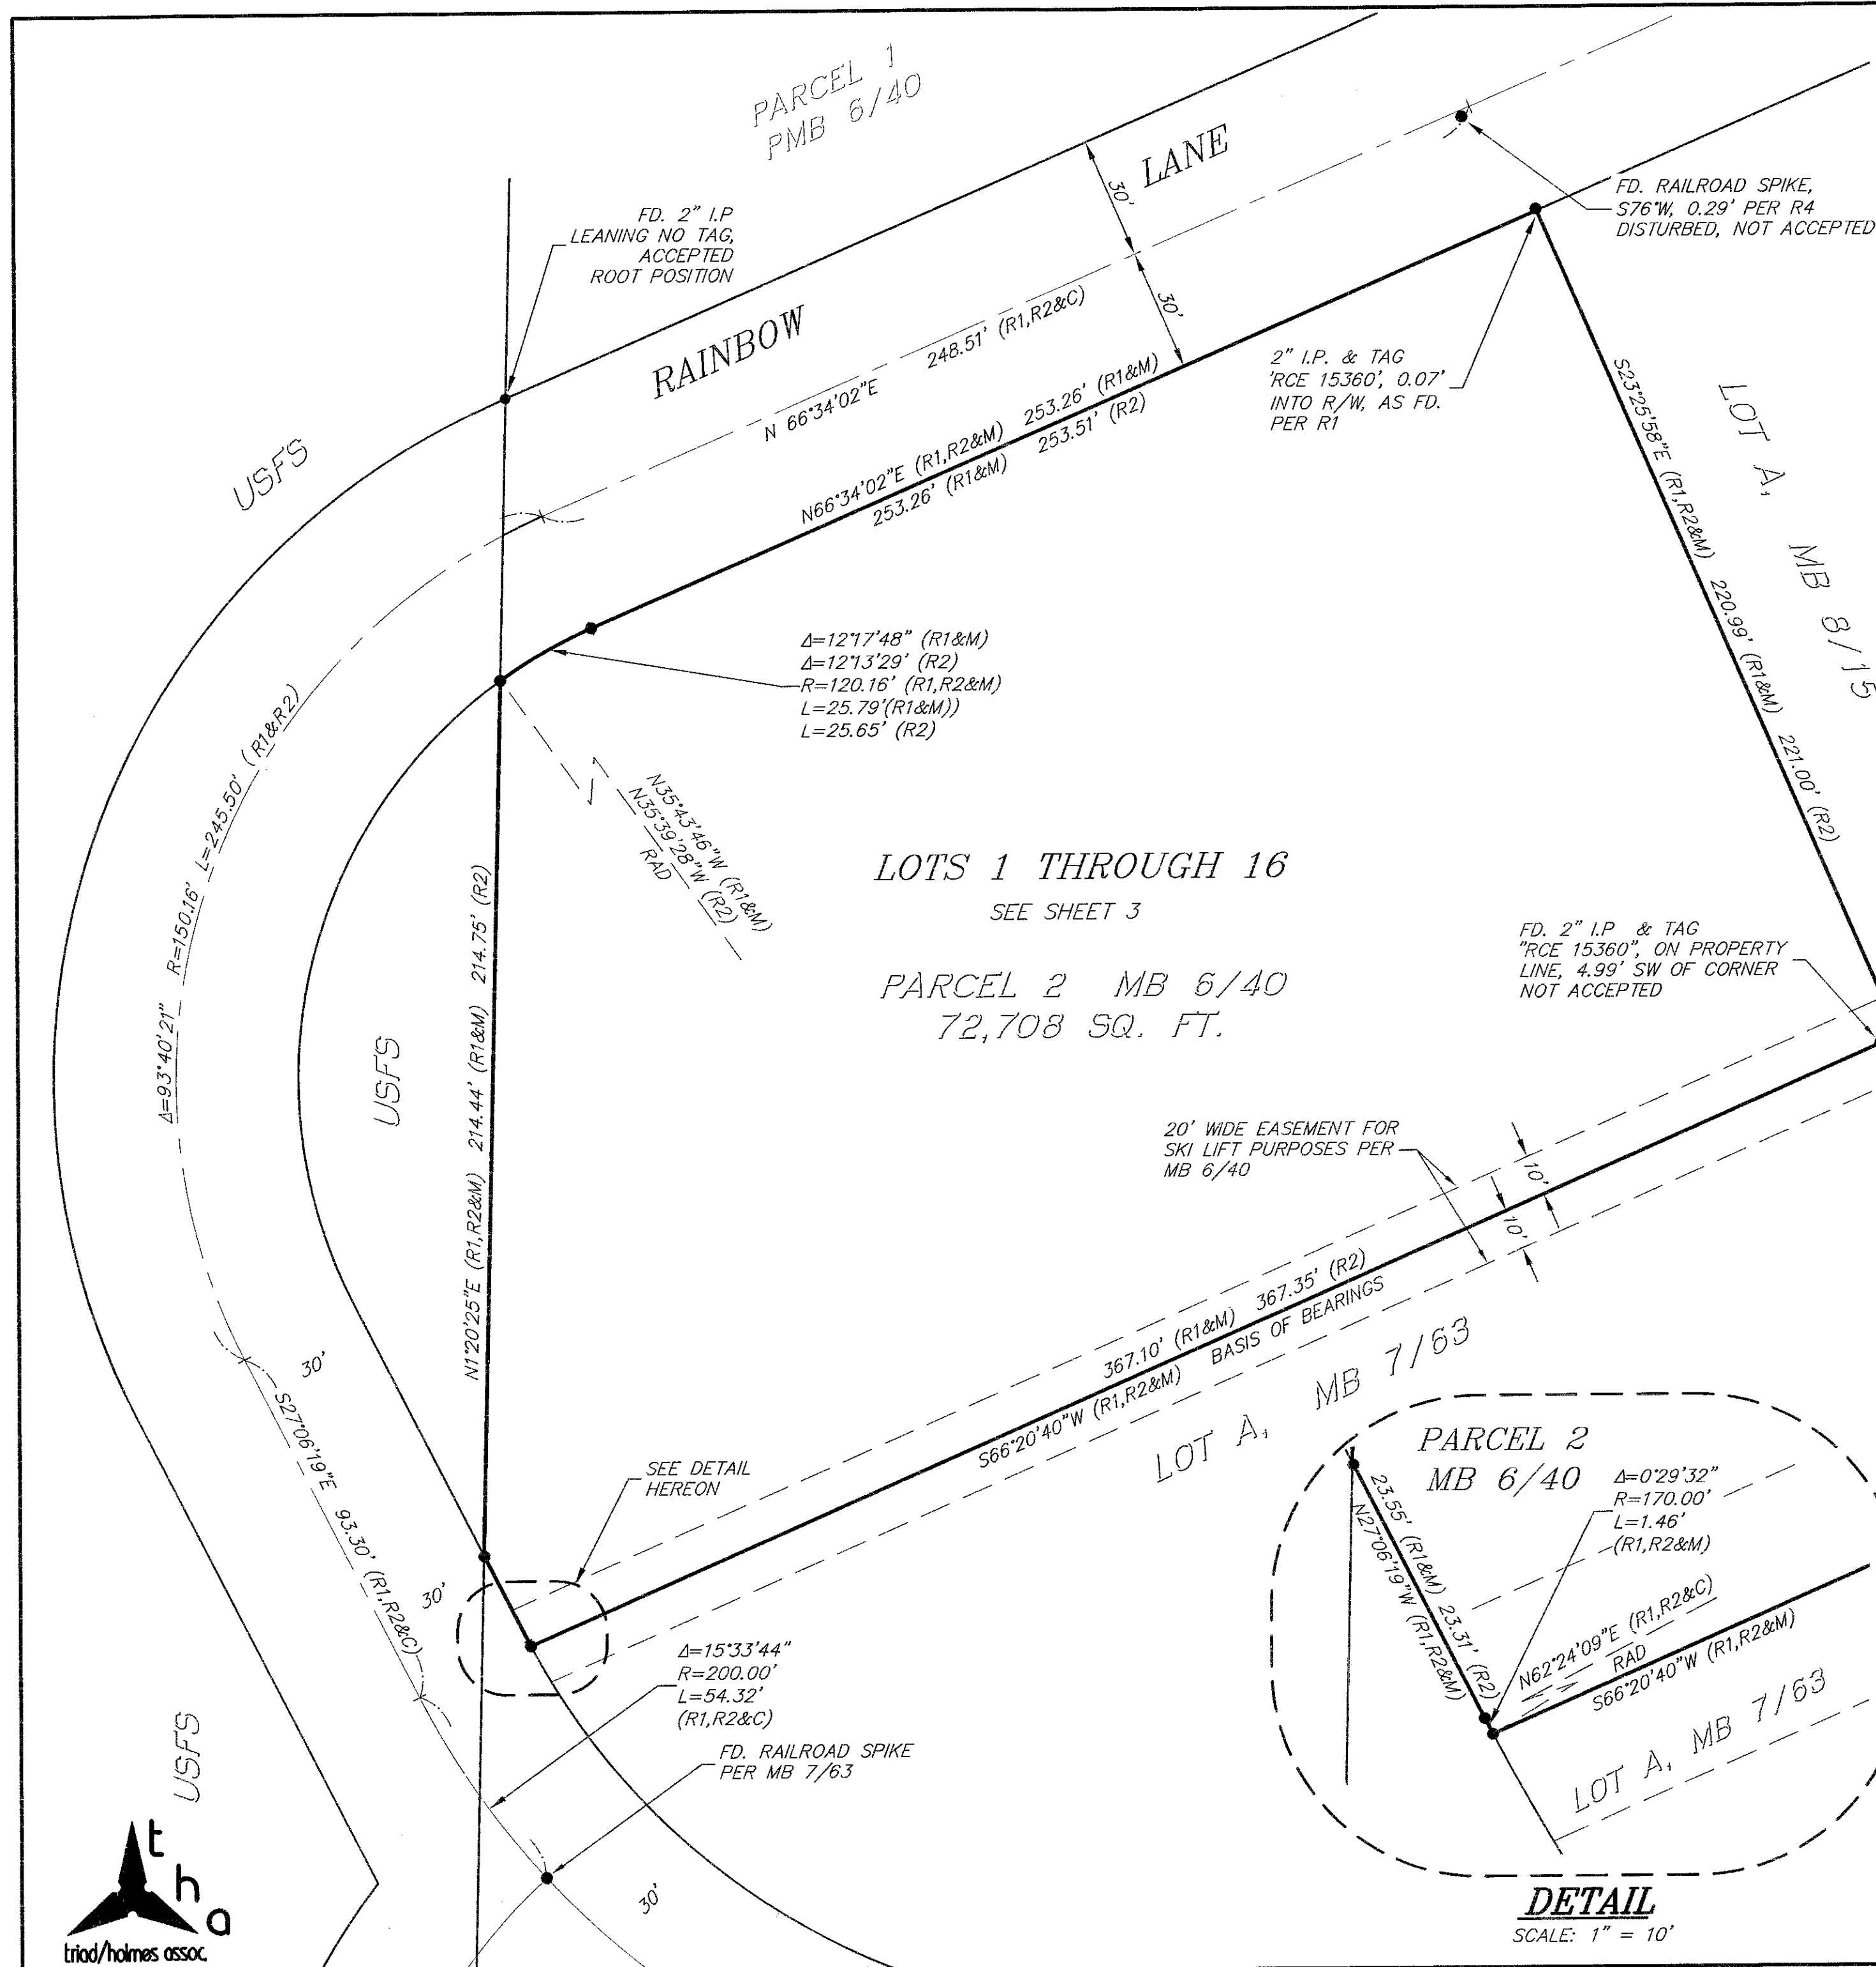 PARCEL 1
PMB 6/40
RAINBOW
LANE
30'
30'
FD. 2" I.P
LEANING NO TAG,
ACCEPTED
ROOT POSITION
FD. RAILROAD SPIKE,
S76°W, 0.29' PER R4
DISTURBED, NOT ACCEPTED
N 66°34'02"E 248.51' (R1,R2&C)
N66°34'02"E (R1,R2&M) 253.26' (R1&M)
253.26' (R1&M) 253.51' (R2)
2" I.P. & TAG
'RCE 15360', 0.07'
INTO R/W, AS FD.
PER R1
S23°25'58"E (R1,R2&M) 220.99' (R1&M) 221.00' (R2)
LOT A, MB 8/15
USFS
Δ=12°17'48" (R1&M)
Δ=12°13'29' (R2)
R=120.16' (R1,R2&M)
L=25.79'(R1&M))
L=25.65' (R2)
N35°43'46"W (R1&M)
N35°39'28"W (R2)
RAD
Δ=93°40'21" R=150.16' L=245.50' (R1&R2)
LOTS 1 THROUGH 16
SEE SHEET 3
PARCEL 2 MB 6/40
72,708 SQ. FT.
FD. 2" I.P & TAG
"RCE 15360", ON PROPERTY
LINE, 4.99' SW OF CORNER
NOT ACCEPTED
USFS
N1°20'25"E (R1,R2&M) 214.44' (R1&M) 214.75' (R2)
20' WIDE EASEMENT FOR
SKI LIFT PURPOSES PER
MB 6/40
10'
10'
367.10' (R1&M) 367.35' (R2)
S66°20'40"W (R1,R2&M) BASIS OF BEARINGS
LOT A, MB 7/63
30'
S27°06'19"E 93.30' (R1,R2&C)
30'
SEE DETAIL
HEREON
Δ=15°33'44"
R=200.00'
L=54.32'
(R1,R2&C)
FD. RAILROAD SPIKE
PER MB 7/63
30'
USFS
PARCEL 2
MB 6/40
Δ=0°29'32"
R=170.00'
L=1.46'
(R1,R2&M)
23.55' (R1&M) 23.31' (R2)
N27°06'19"W (R1,R2&M)
N62°24'09"E (R1,R2&C)
RAD
S66°20'40"W (R1,R2&M)
LOT A, MB 7/63
DETAIL
SCALE: 1" = 10'
t
h
a
triad/holmes assoc.